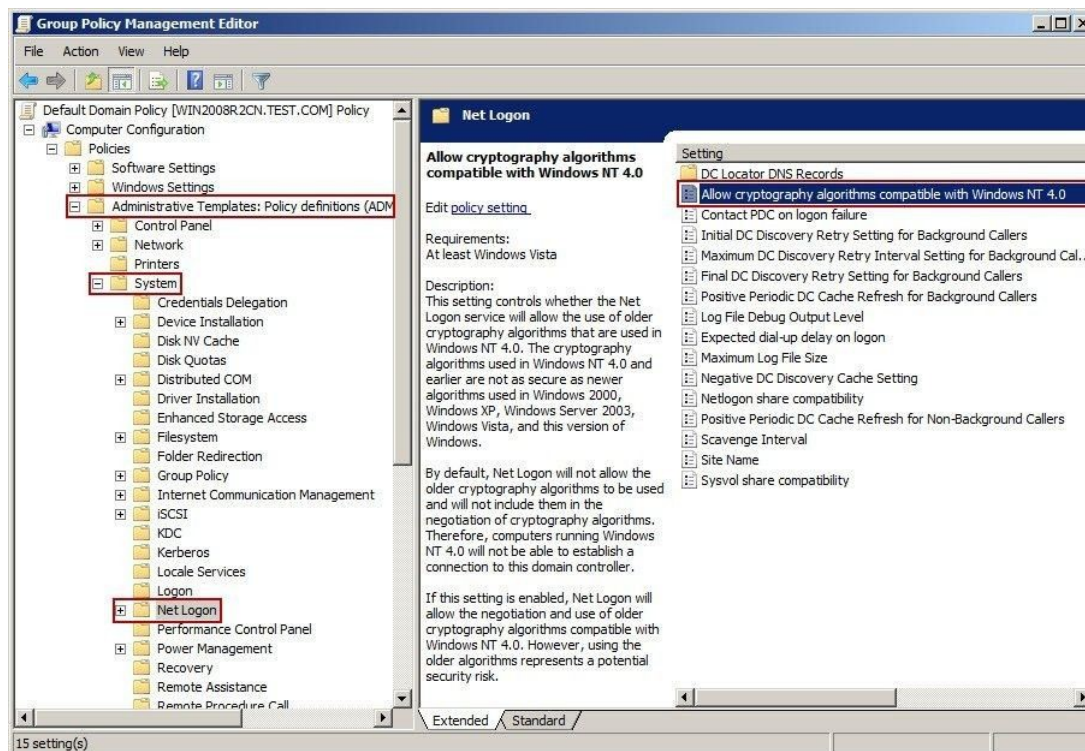 Group Policy Management Editor
File Action View Help
Default Domain Policy [WIN2008R2CN.TEST.COM] Policy
Computer Configuration
Policies
Software Settings
Windows Settings
Administrative Templates: Policy definitions (ADM
Control Panel
Network
Printers
System
Credentials Delegation
Device Installation
Disk NV Cache
Disk Quotas
Distributed COM
Driver Installation
Enhanced Storage Access
Filesystem
Folder Redirection
Group Policy
Internet Communication Management
iSCSI
KDC
Kerberos
Locale Services
Logon
Net Logon
Performance Control Panel
Power Management
Recovery
Remote Assistance
Remote Procedure Call
Net Logon
Allow cryptography algorithms
compatible with Windows NT 4.0
Edit policy setting
Requirements:
At least Windows Vista
Description:
This setting controls whether the Net
Logon service will allow the use of older
cryptography algorithms that are used in
Windows NT 4.0. The cryptography
algorithms used in Windows NT 4.0 and
earlier are not as secure as newer
algorithms used in Windows 2000,
Windows XP, Windows Server 2003,
Windows Vista, and this version of
Windows.
By default, Net Logon will not allow the
older cryptography algorithms to be used
and will not include them in the
negotiation of cryptography algorithms.
Therefore, computers running Windows
NT 4.0 will not be able to establish a
connection to this domain controller.
If this setting is enabled, Net Logon will
allow the negotiation and use of older
cryptography algorithms compatible with
Windows NT 4.0. However, using the
older algorithms represents a potential
security risk.
Setting
DC Locator DNS Records
Allow cryptography algorithms compatible with Windows NT 4.0
Contact PDC on logon failure
Initial DC Discovery Retry Setting for Background Callers
Maximum DC Discovery Retry Interval Setting for Background Cal..
Final DC Discovery Retry Setting for Background Callers
Positive Periodic DC Cache Refresh for Background Callers
Log File Debug Output Level
Expected dial-up delay on logon
Maximum Log File Size
Negative DC Discovery Cache Setting
Netlogon share compatibility
Positive Periodic DC Cache Refresh for Non-Background Callers
Scavenge Interval
Site Name
Sysvol share compatibility
Extended Standard
15 setting(s)